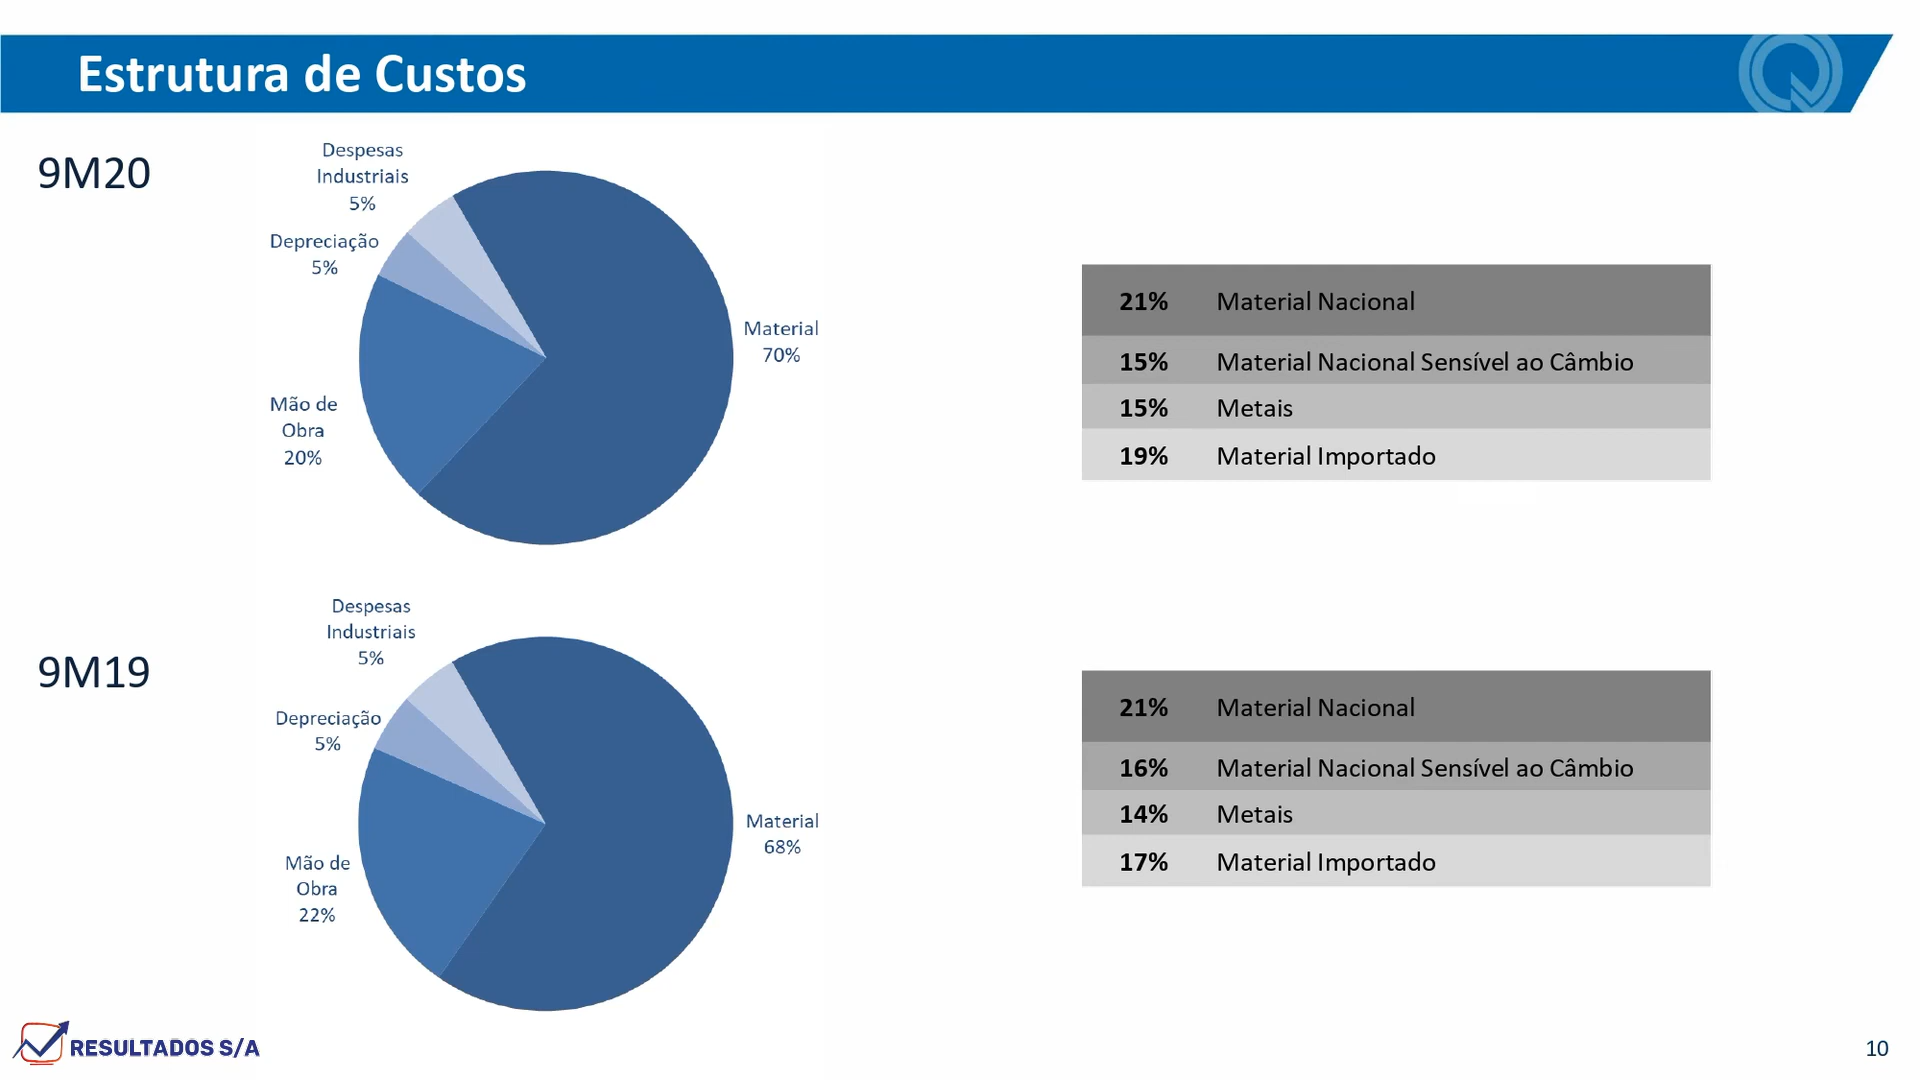 Estrutura de Custos
9M20
Despesas
Industriais
5%
Depreciação
5%
Mão de
Obra
20%
Material
70%
21% Material Nacional
15% Material Nacional Sensível ao Câmbio
15% Metais
19% Material Importado
9M19
Despesas
Industriais
5%
Depreciação
5%
Mão de
Obra
22%
Material
68%
21% Material Nacional
16% Material Nacional Sensível ao Câmbio
14% Metais
17% Material Importado
RESULTADOS S/A
10